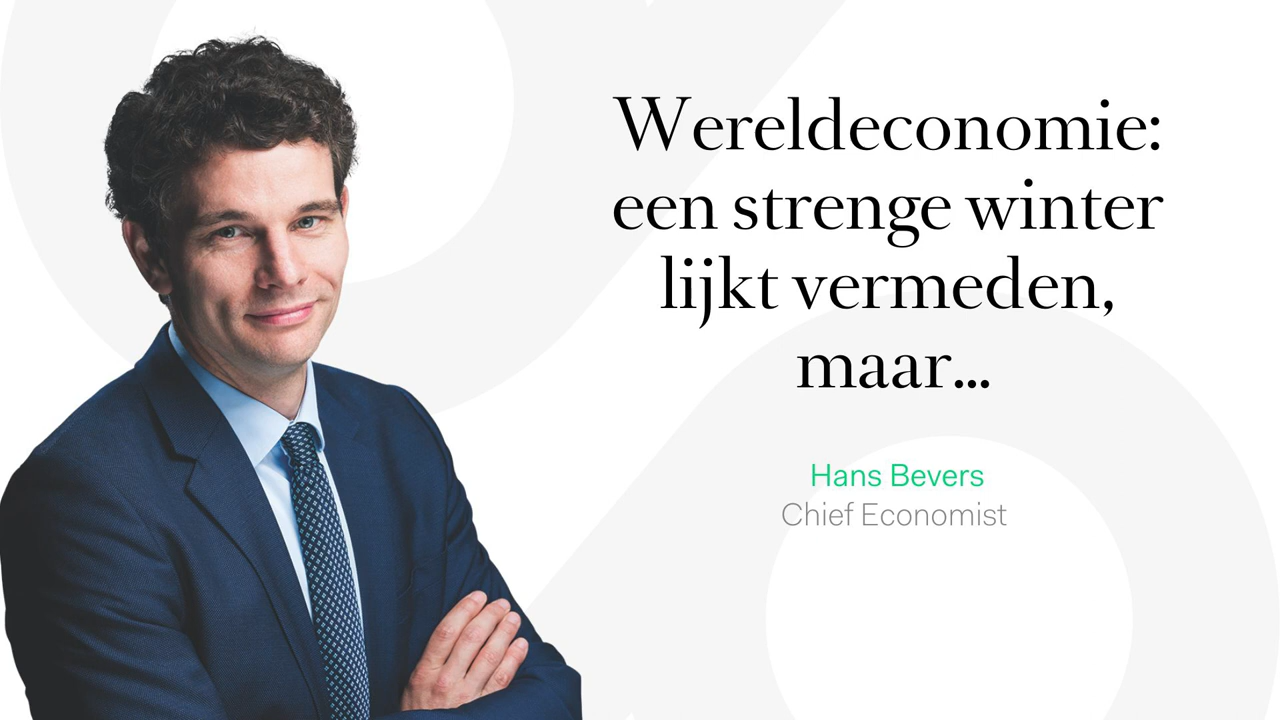 Wereldeconomie:
een strenge winter
lijkt vermeden,
maar...
Hans Bevers
Chief Economist